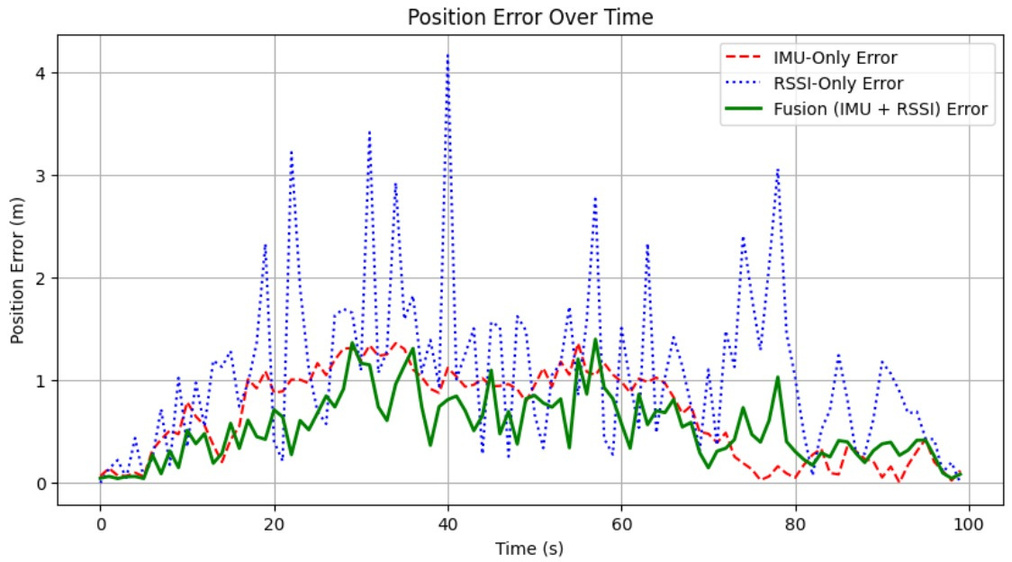 Position Error Over Time
IMU-Only Error
RSSI-Only Error
Fusion (IMU + RSSI) Error
Position Error (m)
4
3
2
1
0
0 20 40 60 80 100
Time (s)